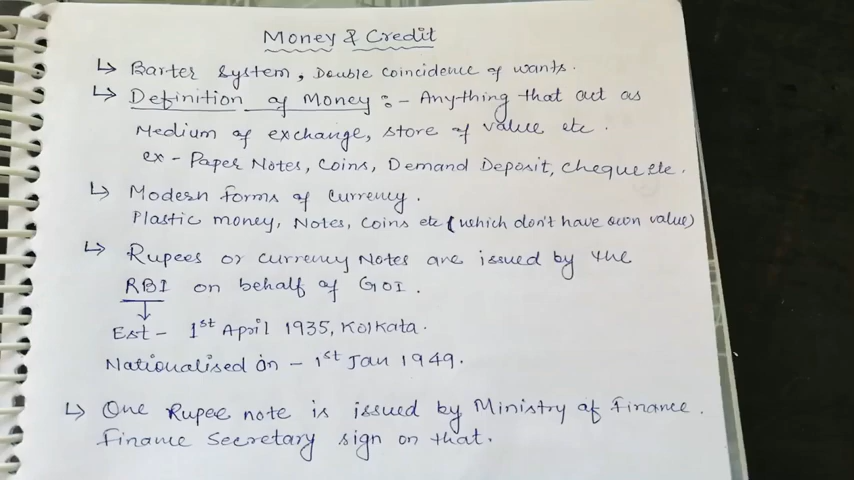 Money & Credit
↳ Barter System, Double coincidence of wants.
↳ Definition of Money :- Anything that act as
Medium of exchange, store of value etc.
ex - Paper Notes, Coins, Demand Deposit, cheque etc.
↳ Modern forms of currency.
Plastic money, Notes, Coins etc (which don't have own value)
↳ Rupees or currency Notes are issued by the
RBI on behalf of GOI.
Est - 1st April 1935, Kolkata.
Nationalised on - 1st Jan 1949.
↳ One Rupee note is issued by Ministry of Finance.
Finance Secretary sign on that.